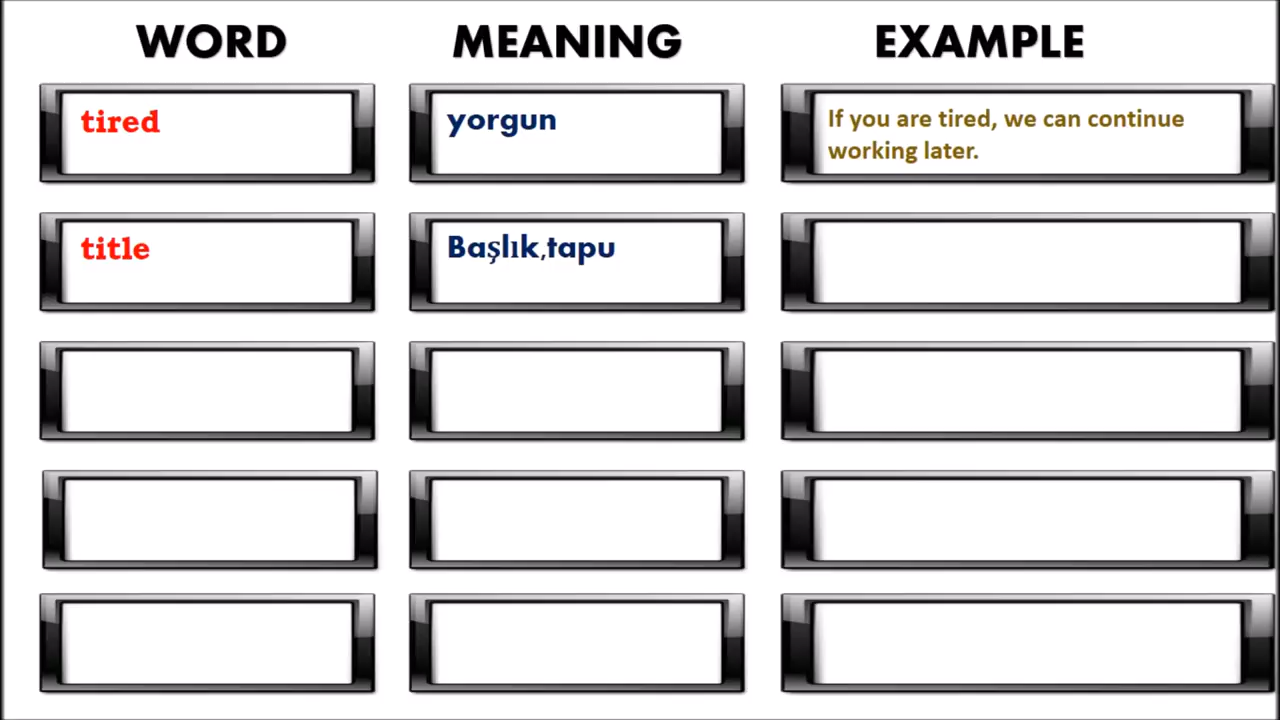 WORD MEANING EXAMPLE
tired yorgun If you are tired, we can continue
working later.
title Başlık,tapu